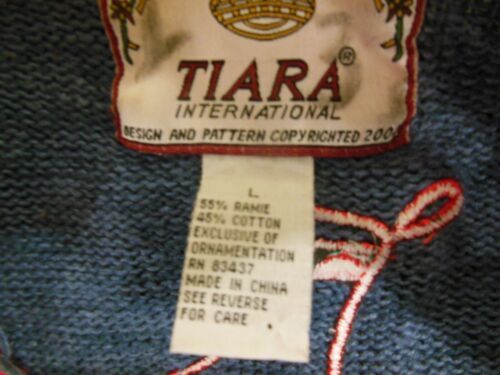 TIARA®
INTERNATIONAL
DESIGN AND PATTERN COPYRIGHTED
L
55% RAMIE
45% COTTON
EXCLUSIVE OF
ORNAMENTATION
RN 83437
MADE IN CHINA
SEE REVERSE
FOR CARE